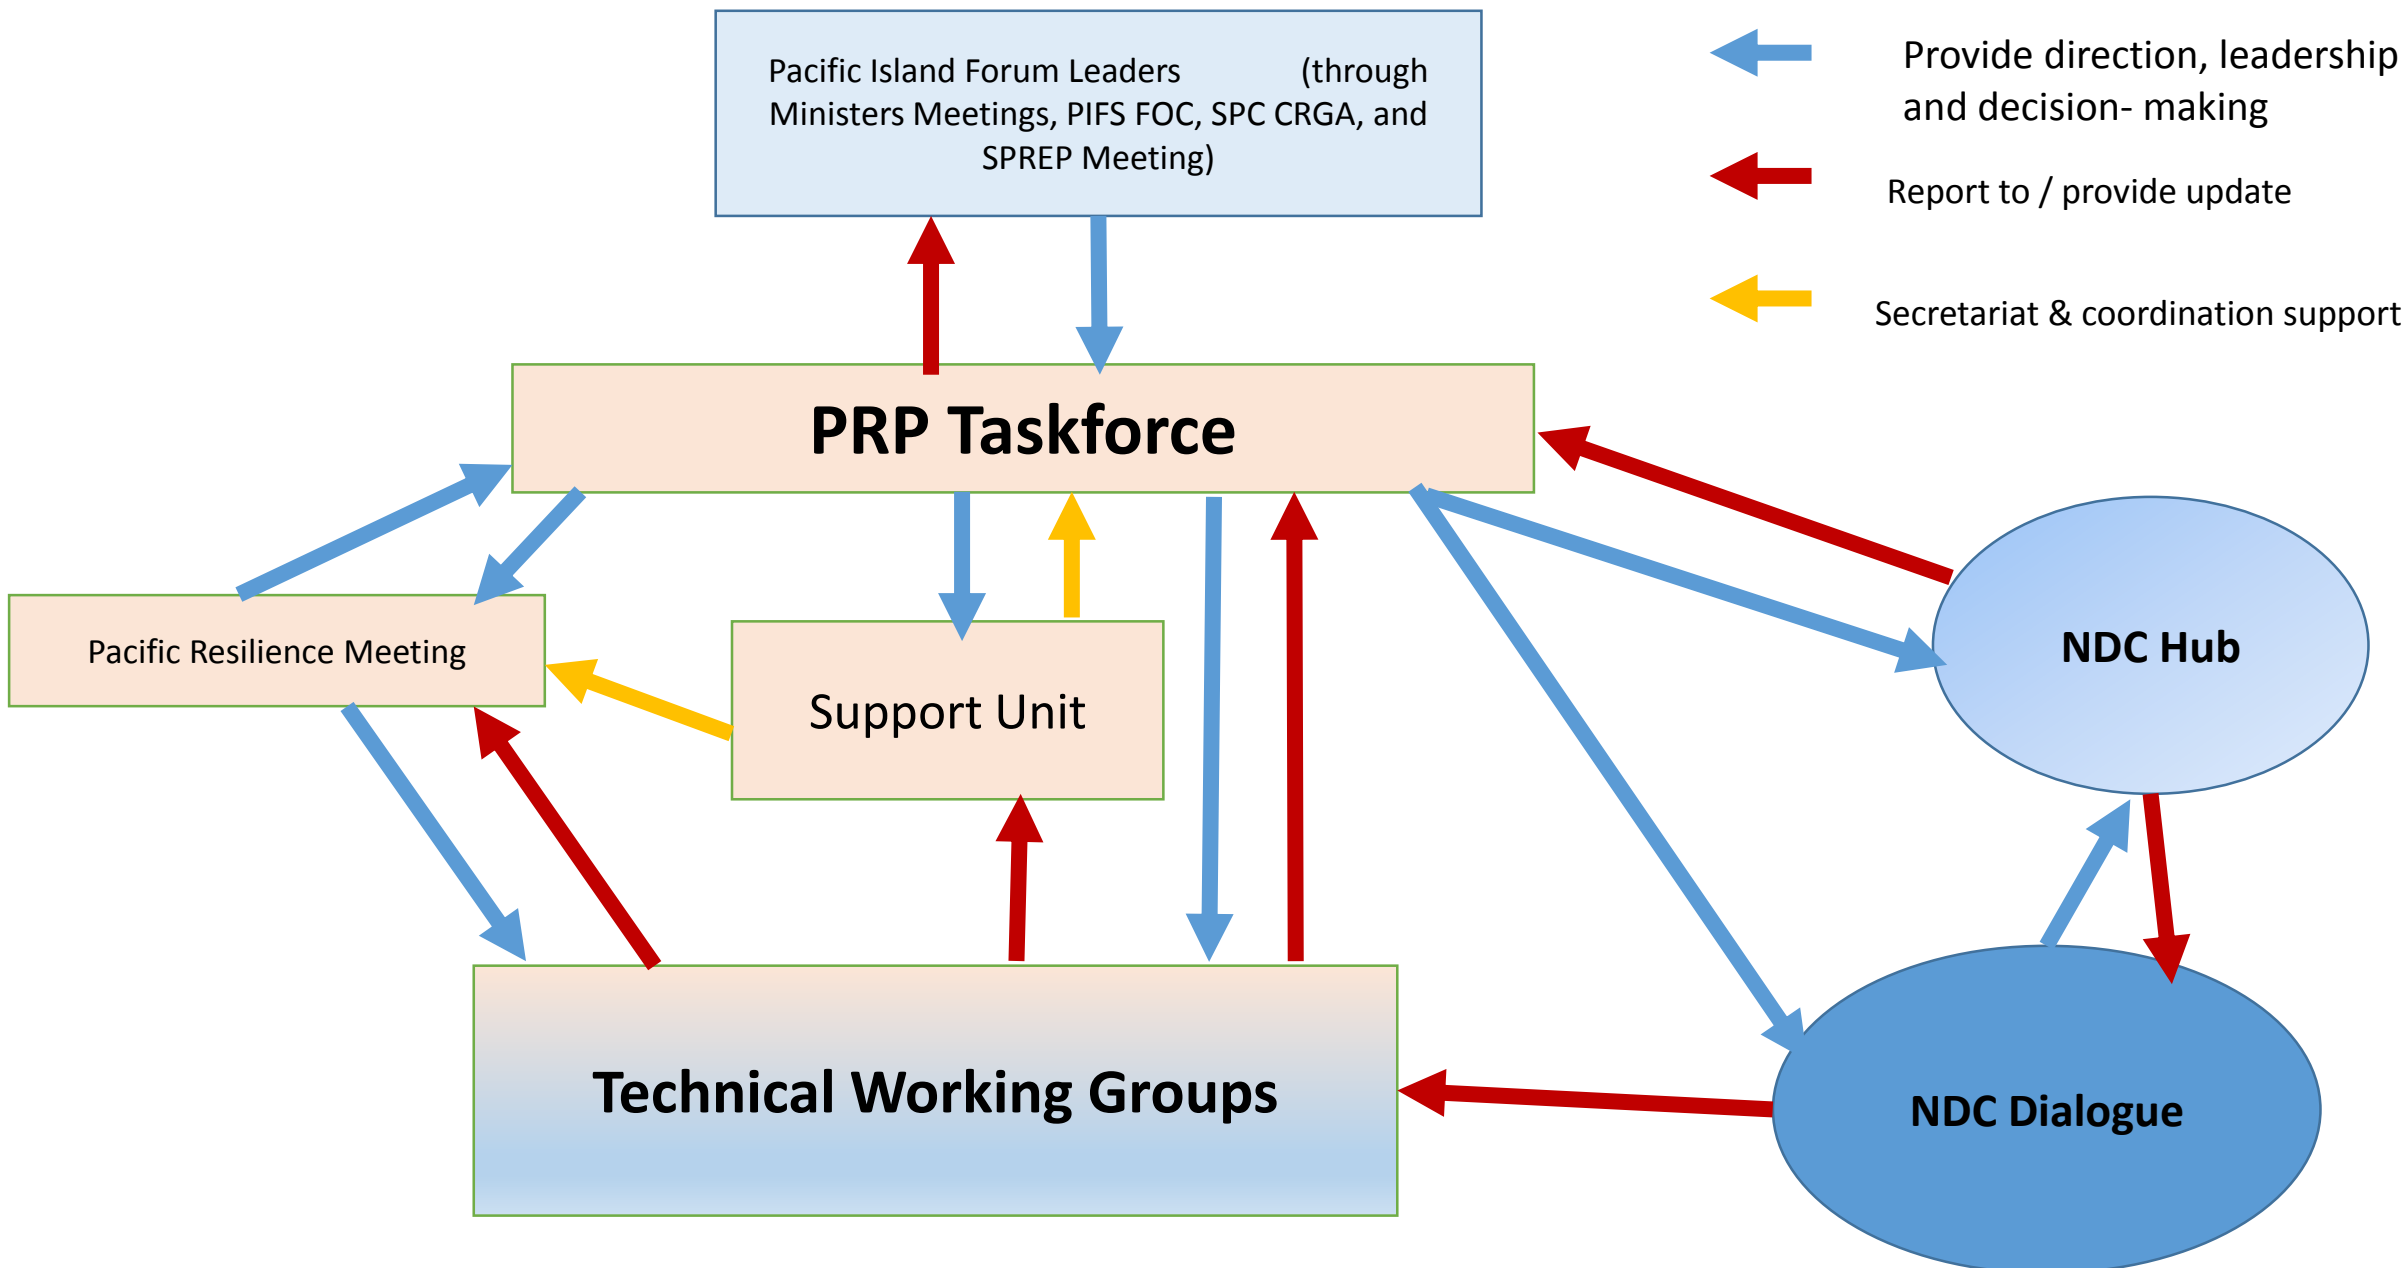 Pacific Island Forum Leaders (through
Ministers Meetings, PIFS FOC, SPC CRGA, and
SPREP Meeting)
Provide direction, leadership
and decision- making
Report to / provide update
Secretariat & coordination support
PRP Taskforce
Pacific Resilience Meeting
Support Unit
NDC Hub
Technical Working Groups
NDC Dialogue